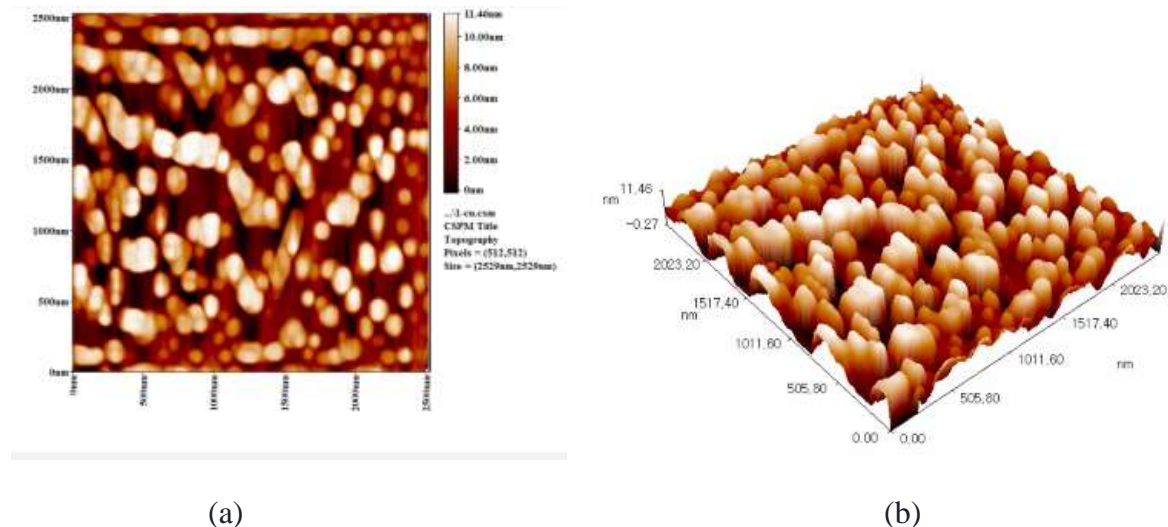 2500nm
2000nm
1500nm
1000nm
500nm
0nm
0nm
500nm
1000nm
1500nm
2000nm
2500nm
11.46nm
10.00nm
8.00nm
6.00nm
4.00nm
2.00nm
0nm
CSPM Title
Topography
Pixels = (512,512)
Size = (2529nm,2529nm)
11.46
nm
-0.27
2023.20
1517.40
nm
1011.60
505.80
0.00
0.00
505.80
1011.60
nm
1517.40
2023.20
(a)
(b)